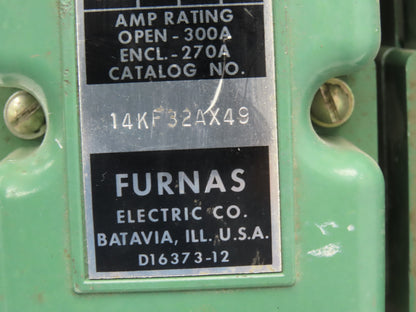 AMP RATING
OPEN-300A
ENCL.-270A
CATALOG NO.
14KF32AX49
FURNAS
ELECTRIC CO.
BATAVIA, ILL. U.S.A.
D16373-12